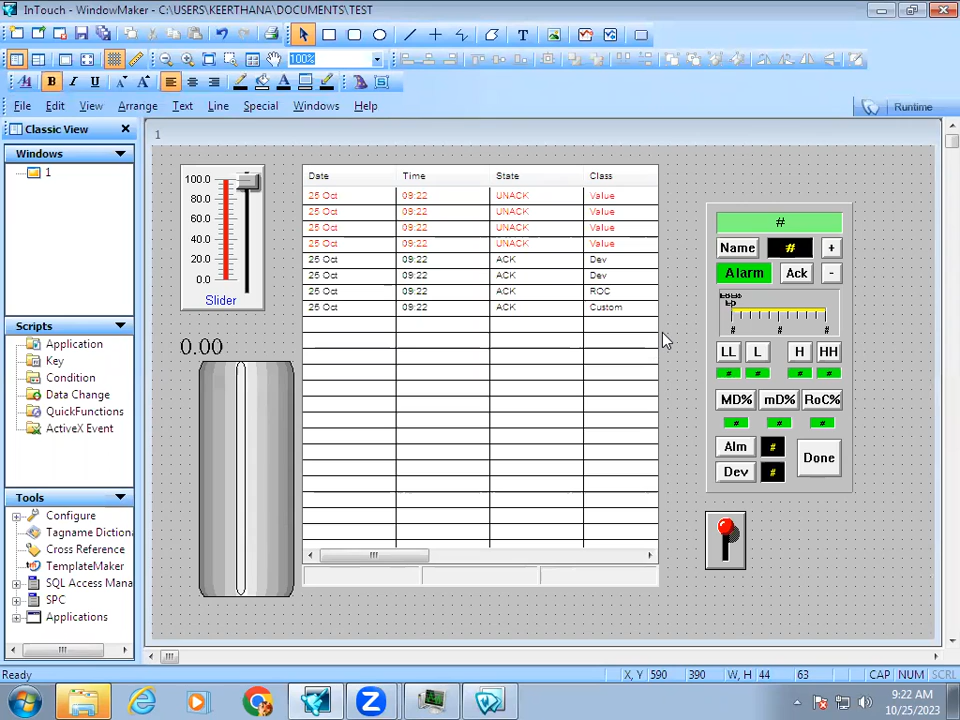 InTouch - WindowMaker - C:\USERS\KEERTHANA\DOCUMENTS\TEST
100%
File Edit View Arrange Text Line Special Windows Help
Runtime
Classic View
Windows
1
Scripts
Application
Key
Condition
Data Change
QuickFunctions
ActiveX Event
Tools
Configure
Tagname Diction
Cross Reference
TemplateMaker
SQL Access Mana
SPC
Applications
1
100.0
80.0
60.0
40.0
20.0
0.0
Slider
0.00
Date Time State Class
25 Oct 09:22 UNACK Value
25 Oct 09:22 UNACK Value
25 Oct 09:22 UNACK Value
25 Oct 09:22 UNACK Value
25 Oct 09:22 ACK Dev
25 Oct 09:22 ACK Dev
25 Oct 09:22 ACK ROC
25 Oct 09:22 ACK Custom
#
Name # +
Alarm Ack -
# # #
LL L H HH
# # # #
MD% mD% RoC%
# # #
Alm #
Dev #
Done
Ready
X, Y 590 390 W, H 44 63 CAP NUM SCRL
9:22 AM
10/25/2023